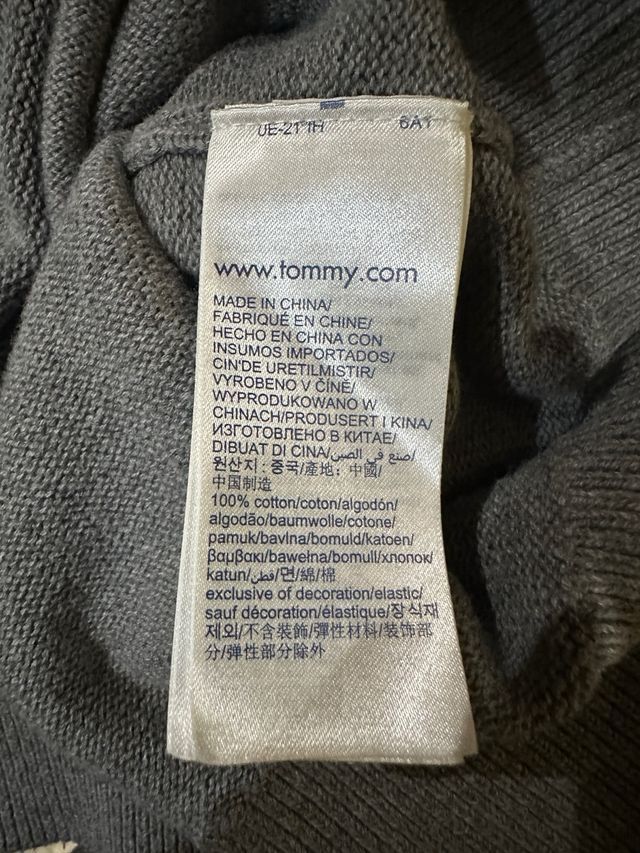 UE-21 1H 6A1
www.tommy.com
MADE IN CHINA/
FABRIQUÉ EN CHINE/
HECHO EN CHINA CON
INSUMOS IMPORTADOS/
CIN'DE URETILMISTIR/
VYROBENO V ČÍNĚ/
WYPRODUKOWANO W
CHINACH/PRODUSERT I KINA/
ИЗГОТОВЛЕНО В КИТАЕ/
DIBUAT DI CINA/صنع في الصين/
원산지 : 중국/產地：中國/
中国制造
100% cotton/coton/algodón/
algodão/baumwolle/cotone/
pamuk/bavlna/bomuld/katoen/
βαμβακι/bawełna/bomull/хлопок/
katun/قطن/면/綿/棉
exclusive of decoration/elastic/
sauf décoration/élastique/장식재
제외/不含裝飾/彈性材料/装饰部
分/弹性部分除外